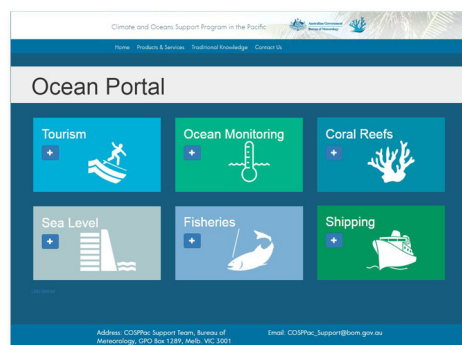 Climate and Oceans Support Program in the Pacific
Australian Government
Bureau of Meteorology
Home Products & Services Traditional Knowledge Contact Us
Ocean Portal
Tourism
Ocean Monitoring
Coral Reefs
Sea Level
Fisheries
Shipping
Address: COSPPac Support Team, Bureau of
Mereorology, GPO Box 1289, Melb. VIC 3001
Email: COSPPac_Support@bom.gov.au